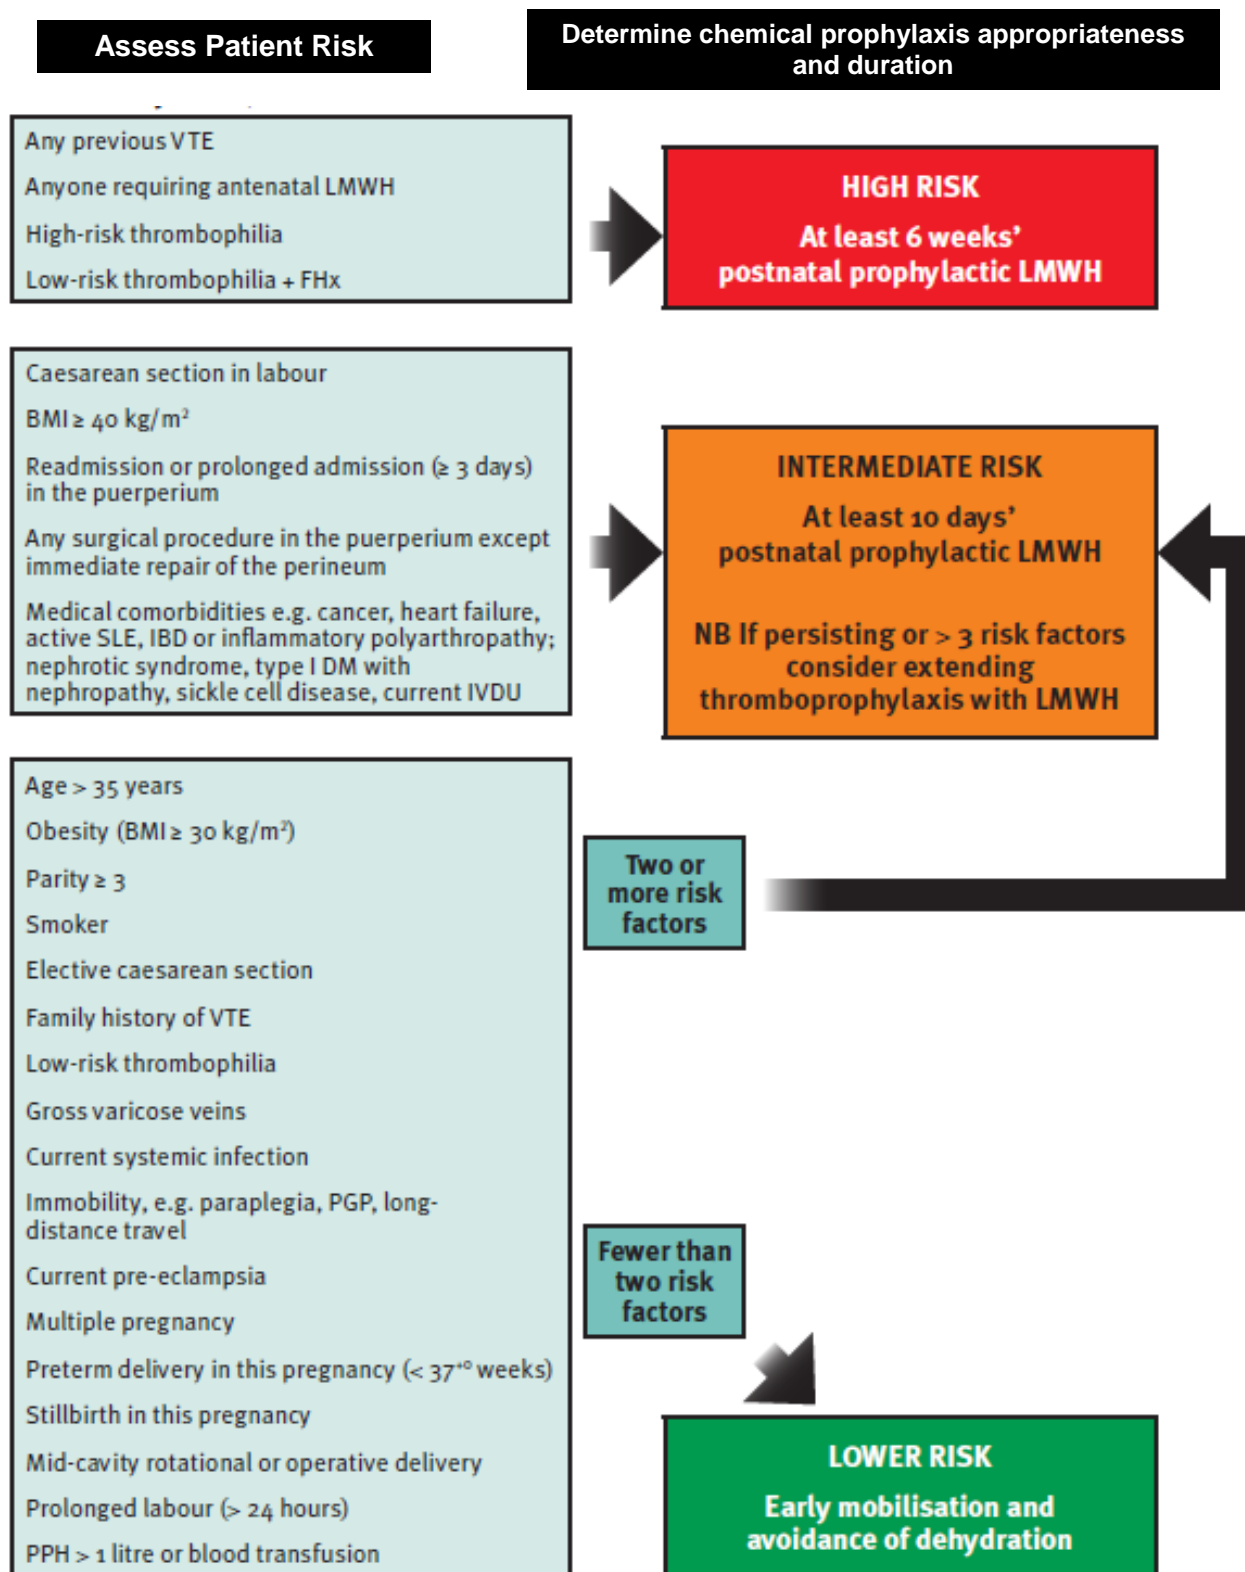 Assess Patient Risk
Determine chemical prophylaxis appropriateness
and duration
Any previous VTE
Anyone requiring antenatal LMWH
High-risk thrombophilia
Low-risk thrombophilia + FHx
HIGH RISK
At least 6 weeks’
postnatal prophylactic LMWH
Caesarean section in labour
BMI ≥ 40 kg/m²
Readmission or prolonged admission (≥ 3 days)
in the puerperium
Any surgical procedure in the puerperium except
immediate repair of the perineum
Medical comorbidities e.g. cancer, heart failure,
active SLE, IBD or inflammatory polyarthropathy;
nephrotic syndrome, type I DM with
nephropathy, sickle cell disease, current IVDU
INTERMEDIATE RISK
At least 10 days’
postnatal prophylactic LMWH
NB If persisting or > 3 risk factors
consider extending
thromboprophylaxis with LMWH
Age > 35 years
Obesity (BMI ≥ 30 kg/m²)
Parity ≥ 3
Smoker
Elective caesarean section
Family history of VTE
Low-risk thrombophilia
Gross varicose veins
Current systemic infection
Immobility, e.g. paraplegia, PGP, long-
distance travel
Current pre-eclampsia
Multiple pregnancy
Preterm delivery in this pregnancy (< 37⁺⁰ weeks)
Stillbirth in this pregnancy
Mid-cavity rotational or operative delivery
Prolonged labour (> 24 hours)
PPH > 1 litre or blood transfusion
Two or
more risk
factors
Fewer than
two risk
factors
LOWER RISK
Early mobilisation and
avoidance of dehydration